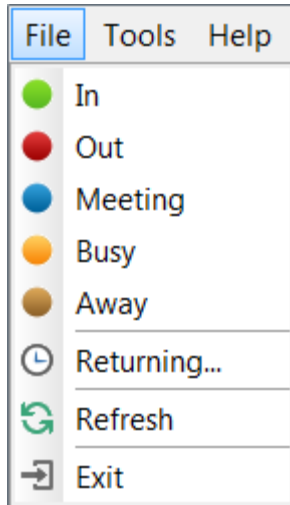 File Tools Help
In
Out
Meeting
Busy
Away
Returning...
Refresh
Exit